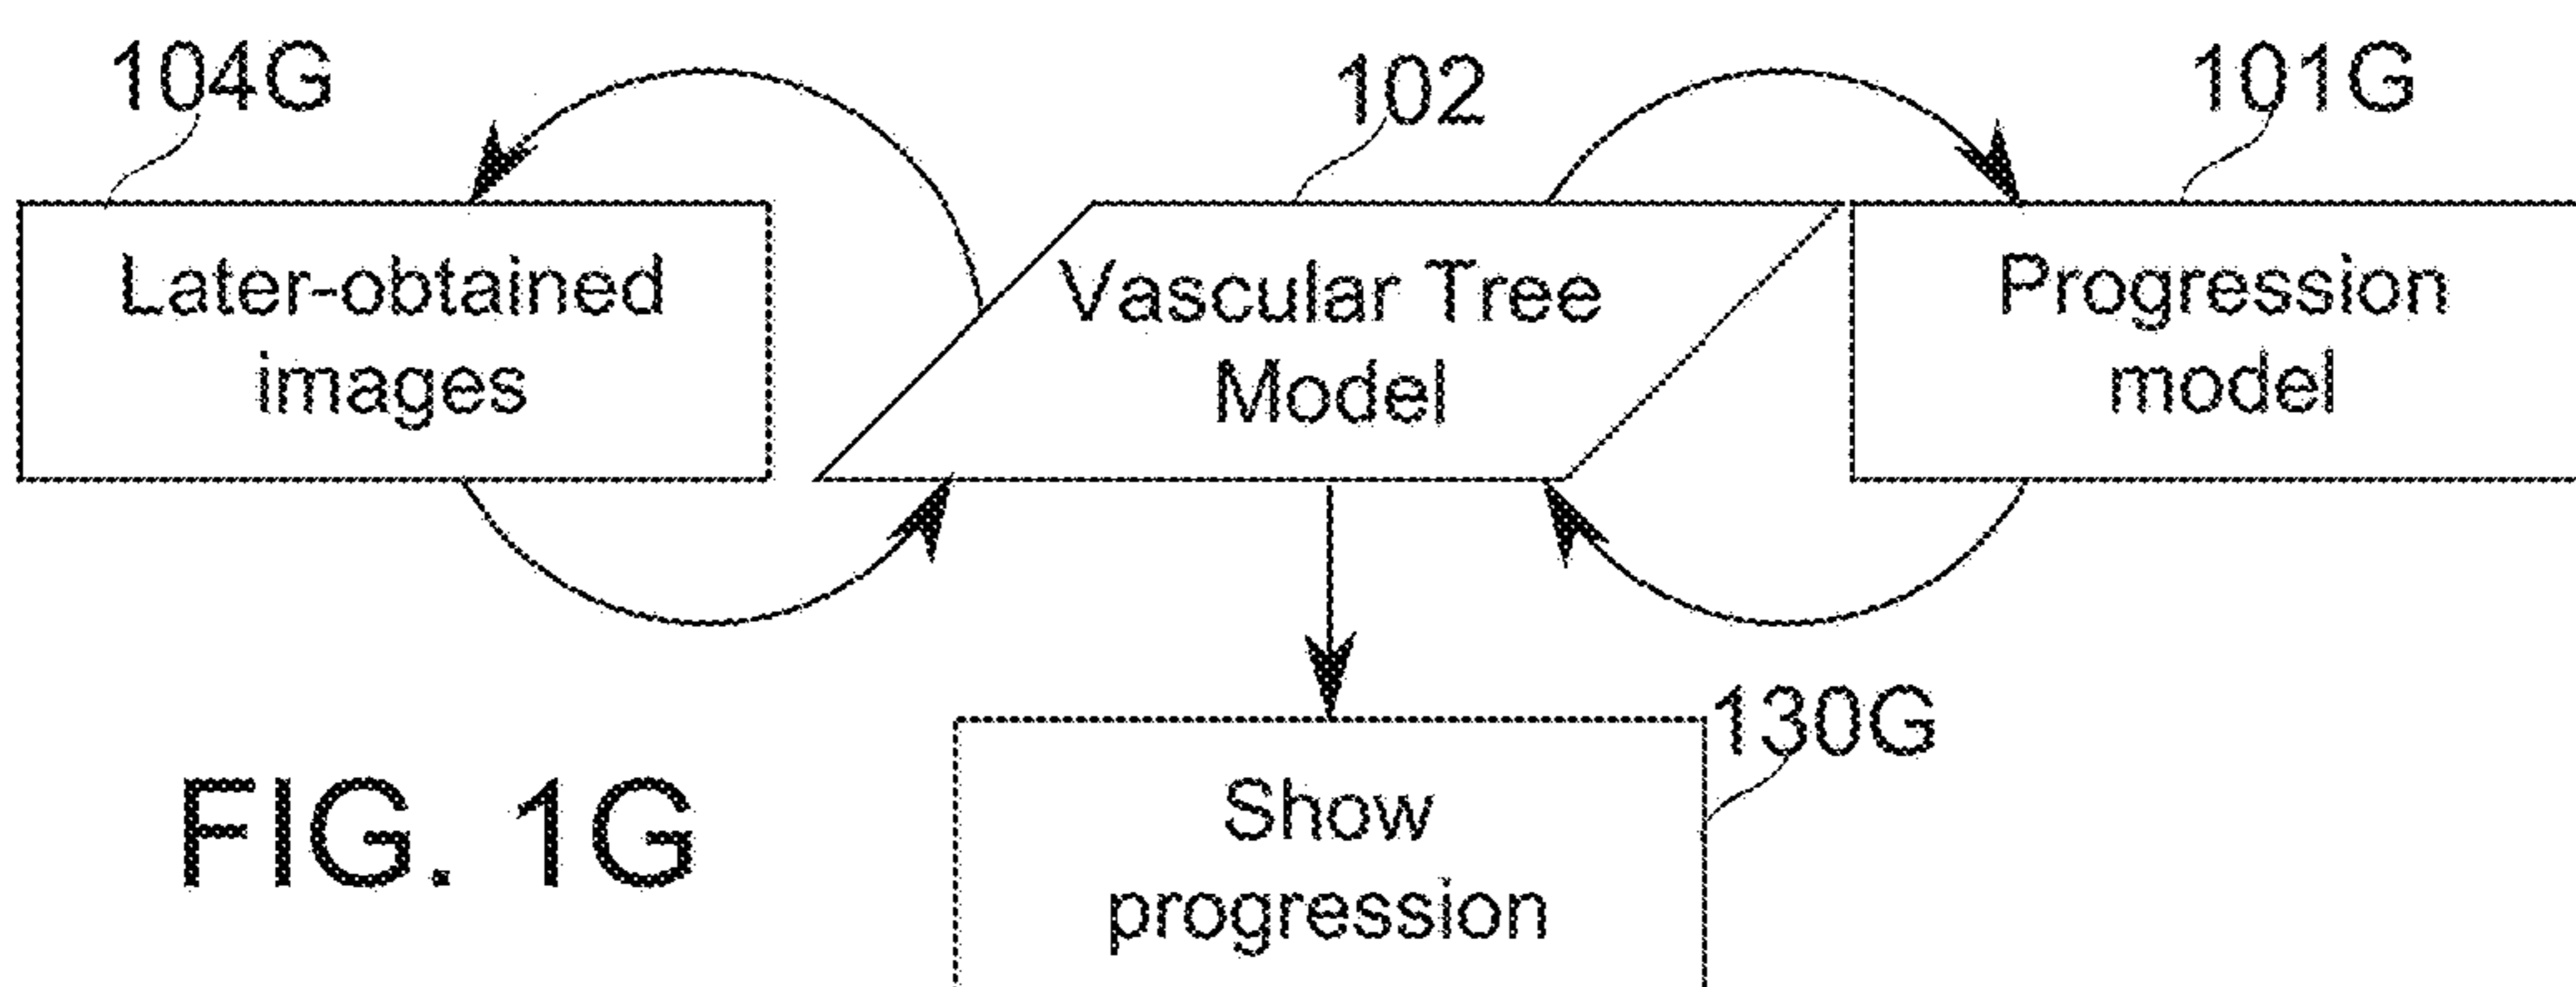 104G
102
101G
Later-obtained
images
Vascular Tree
Model
Progression
model
130G
Show
progression
FIG. 1G